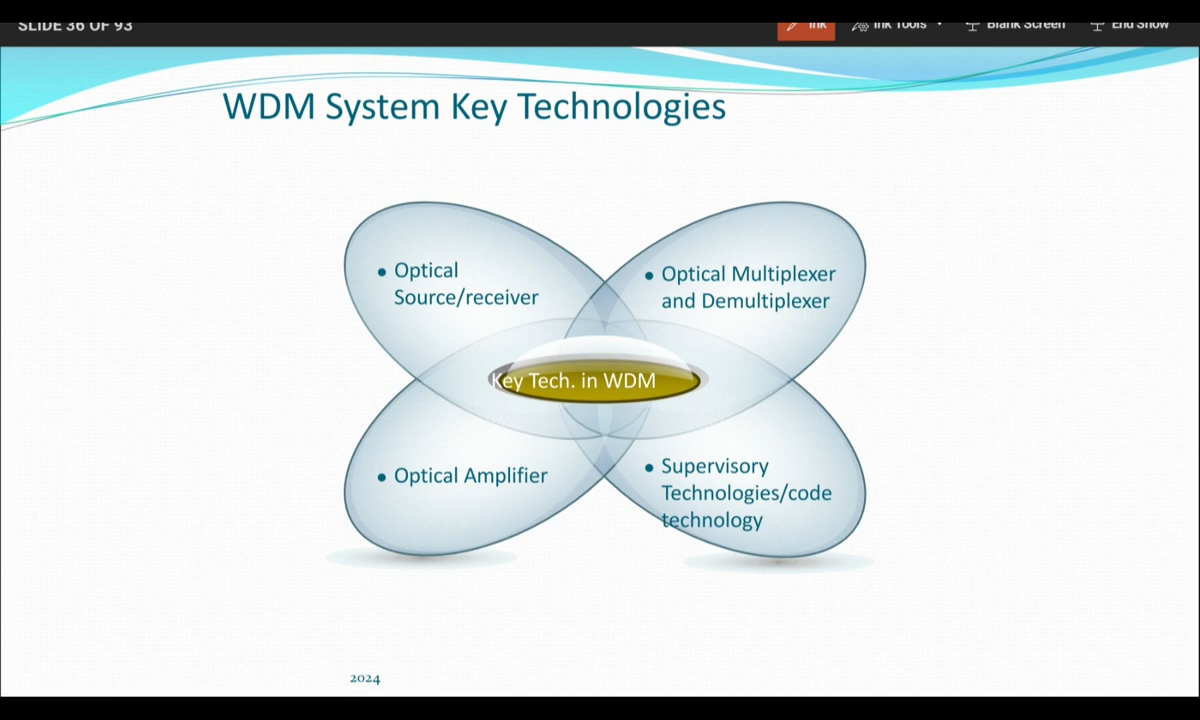 SLIDE 36 OF 93
Ink
Ink Tools
Blank Screen
End Show
WDM System Key Technologies
• Optical
Source/receiver
• Optical Multiplexer
and Demultiplexer
Key Tech. in WDM
• Optical Amplifier
• Supervisory
Technologies/code
technology
2024